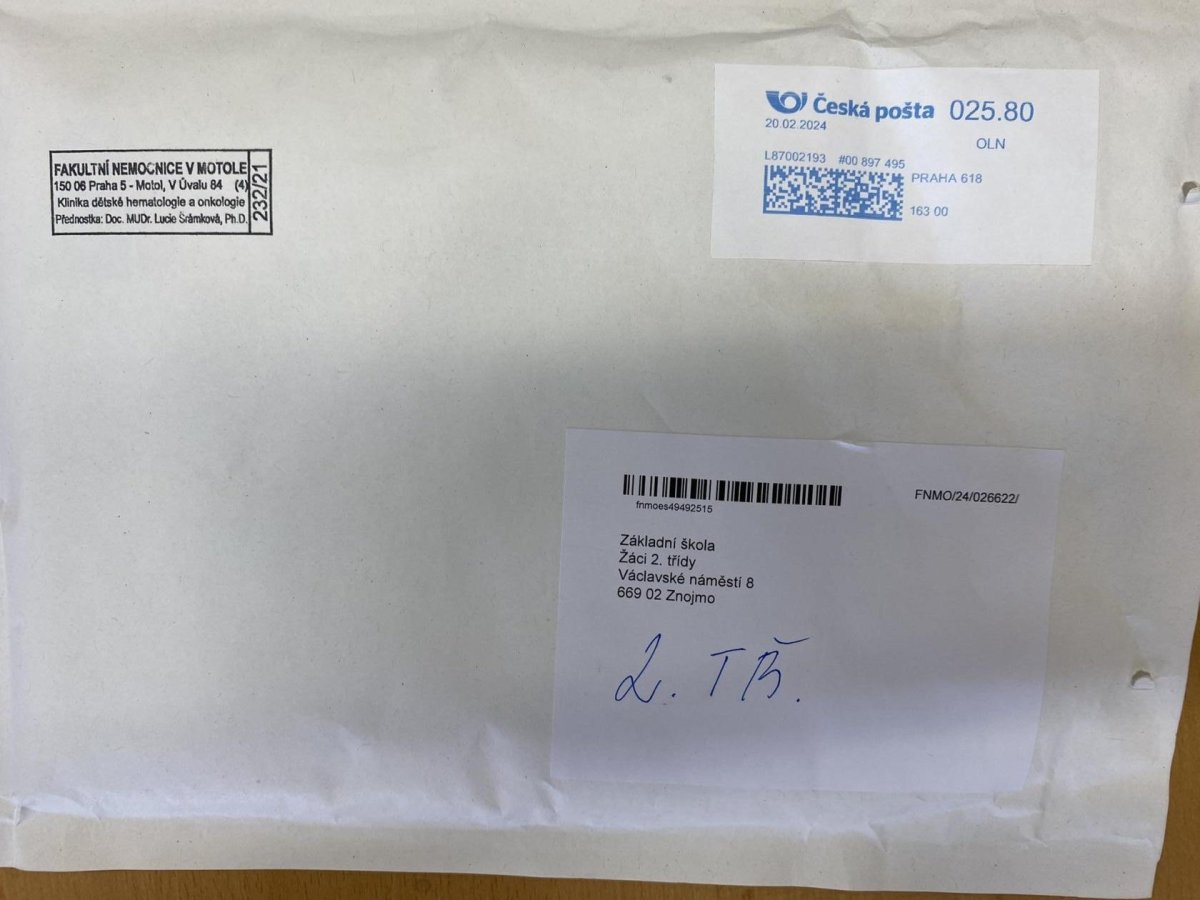 FAKULTNÍ NEMOCNICE V MOTOLE
150 06 Praha 5 - Motol, V Úvalu 84 (4)
Klinika dětské hematologie a onkologie
Přednostka: Doc. MUDr. Lucie Šrámková, Ph.D.
232/21
Česká pošta 025.80
20.02.2024
OLN
L87002193 #00 897 495
PRAHA 618
163 00
FNMO/24/026622/
fnmoes49492515
Základní škola
Žáci 2. třídy
Václavské náměstí 8
669 02 Znojmo
2. TŘ.